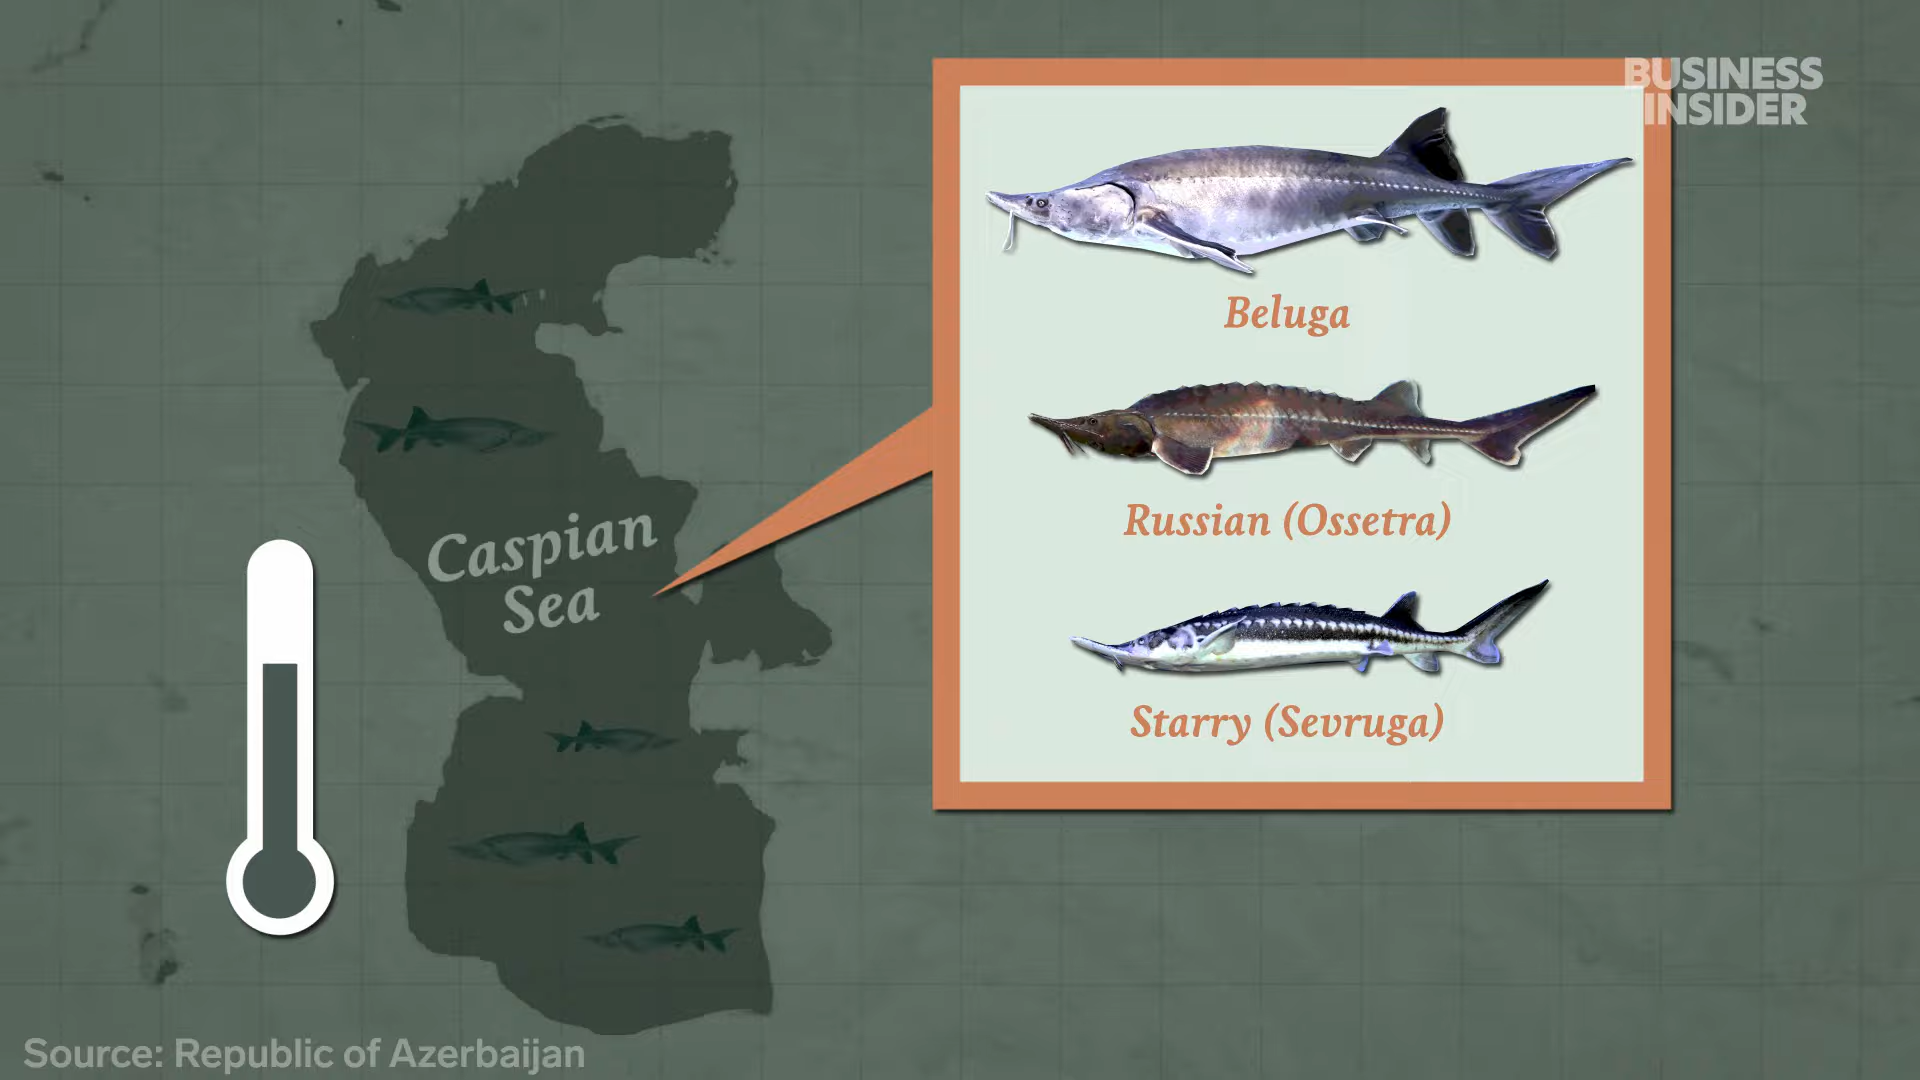 BUSINESS
INSIDER
Beluga
Russian (Ossetra)
Caspian
Sea
Starry (Sevruga)
Source: Republic of Azerbaijan